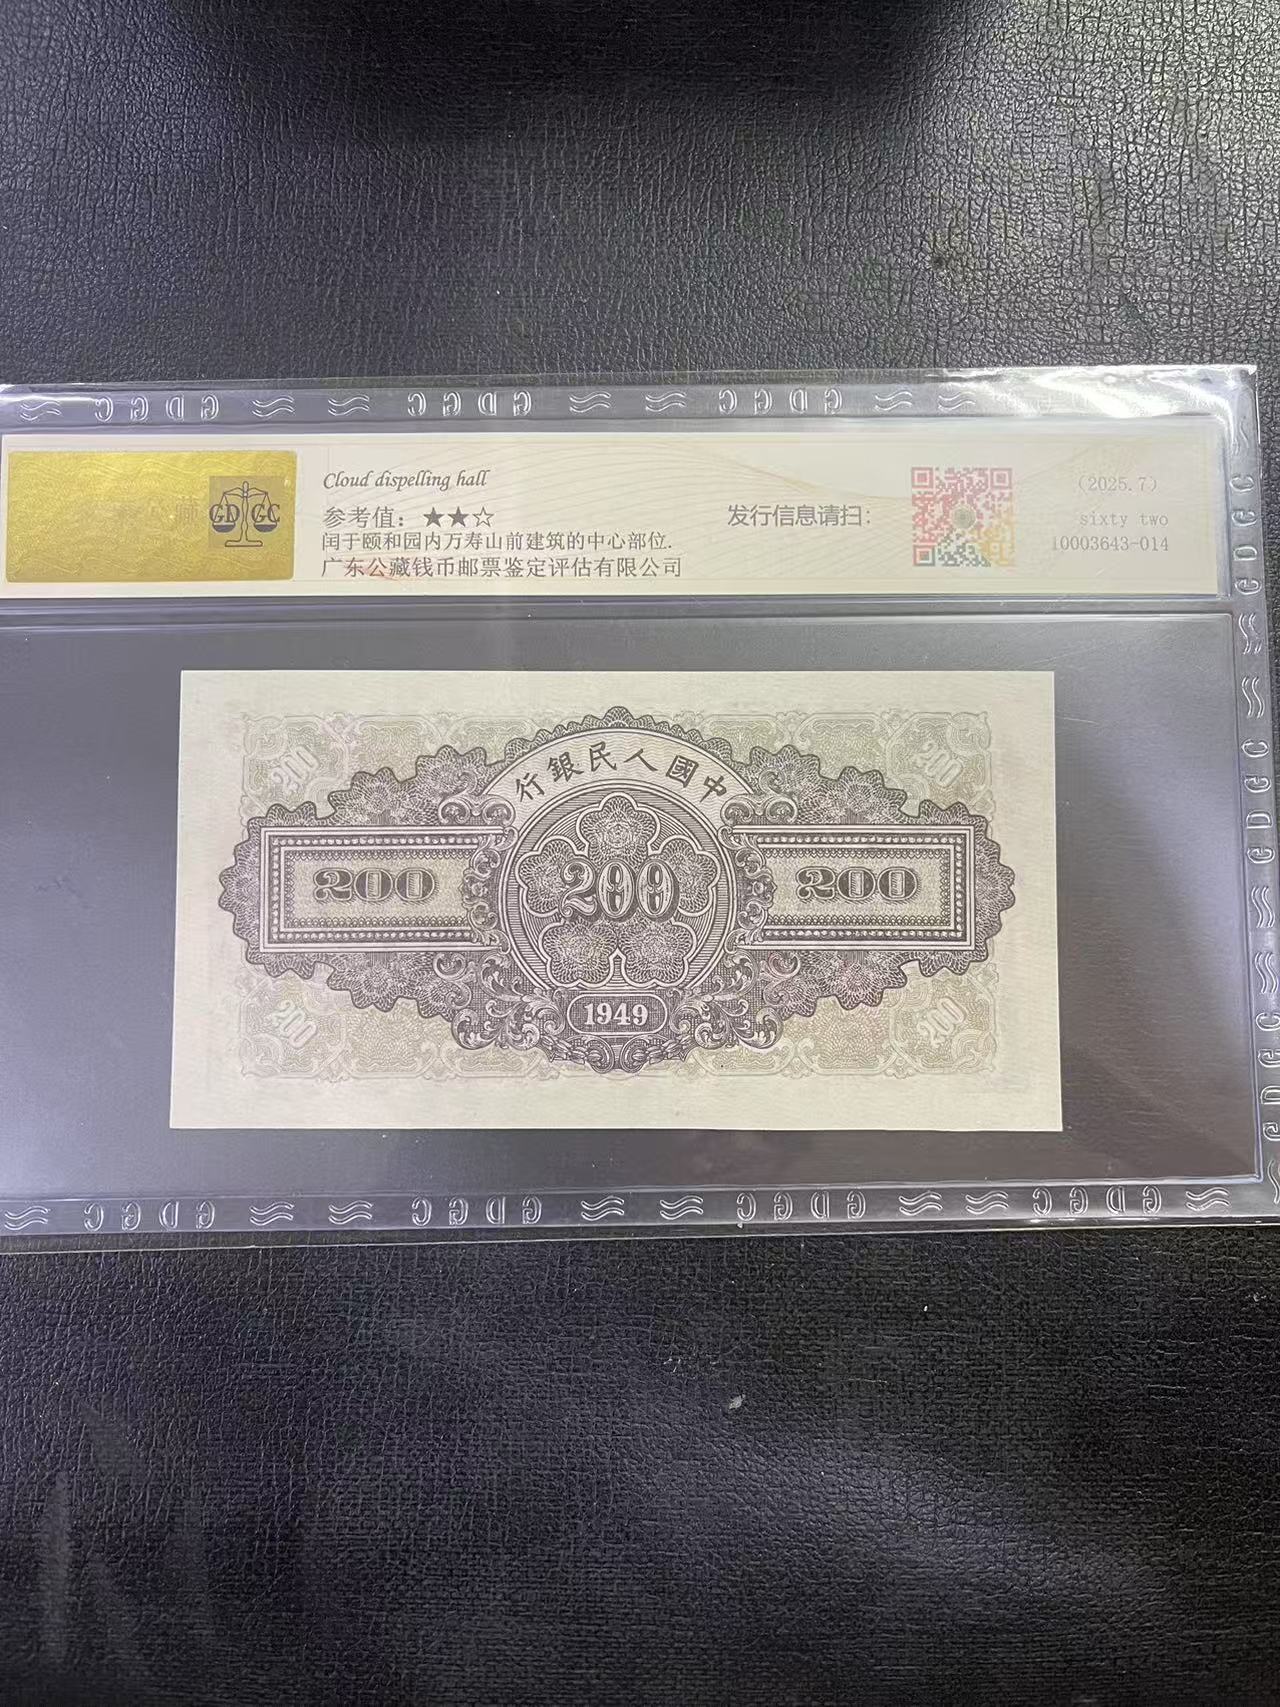 GDGC
Cloud dispelling hall
参考值：★★☆
闰于颐和园内万寿山前建筑的中心部位.
广东公藏钱币邮票鉴定评估有限公司
发行信息请扫：
(2025.7)
sixty two
10003643-014
行銀民人國中
200
200
200
200
200
1949
200
200
GDGC